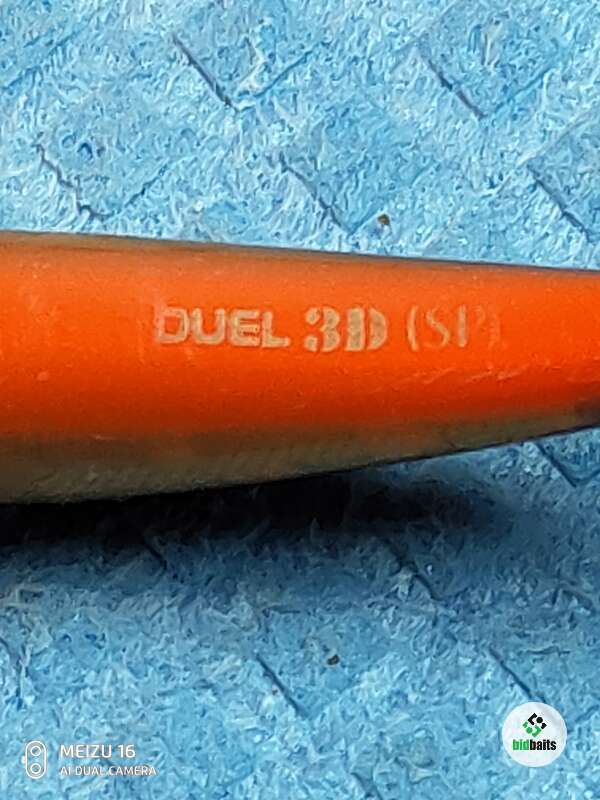 DUEL 3D (SP)
MEIZU 16
AI DUAL CAMERA
bidbaits